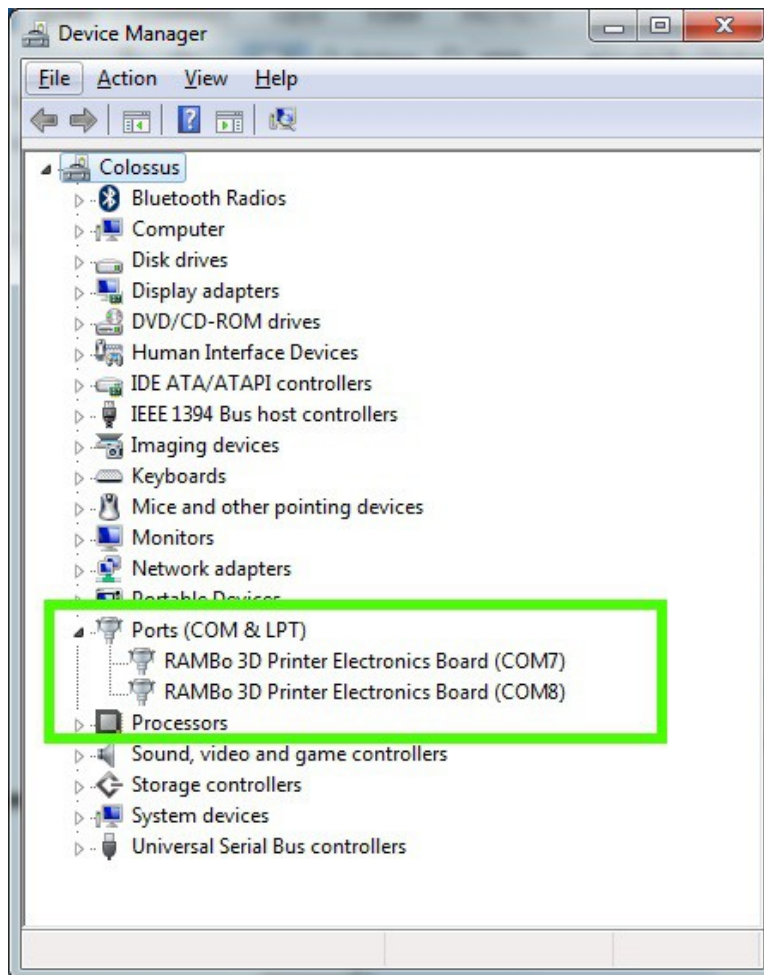 Device Manager
File Action View Help
Colossus
Bluetooth Radios
Computer
Disk drives
Display adapters
DVD/CD-ROM drives
Human Interface Devices
IDE ATA/ATAPI controllers
IEEE 1394 Bus host controllers
Imaging devices
Keyboards
Mice and other pointing devices
Monitors
Network adapters
Portable Devices
Ports (COM & LPT)
RAMBo 3D Printer Electronics Board (COM7)
RAMBo 3D Printer Electronics Board (COM8)
Processors
Sound, video and game controllers
Storage controllers
System devices
Universal Serial Bus controllers